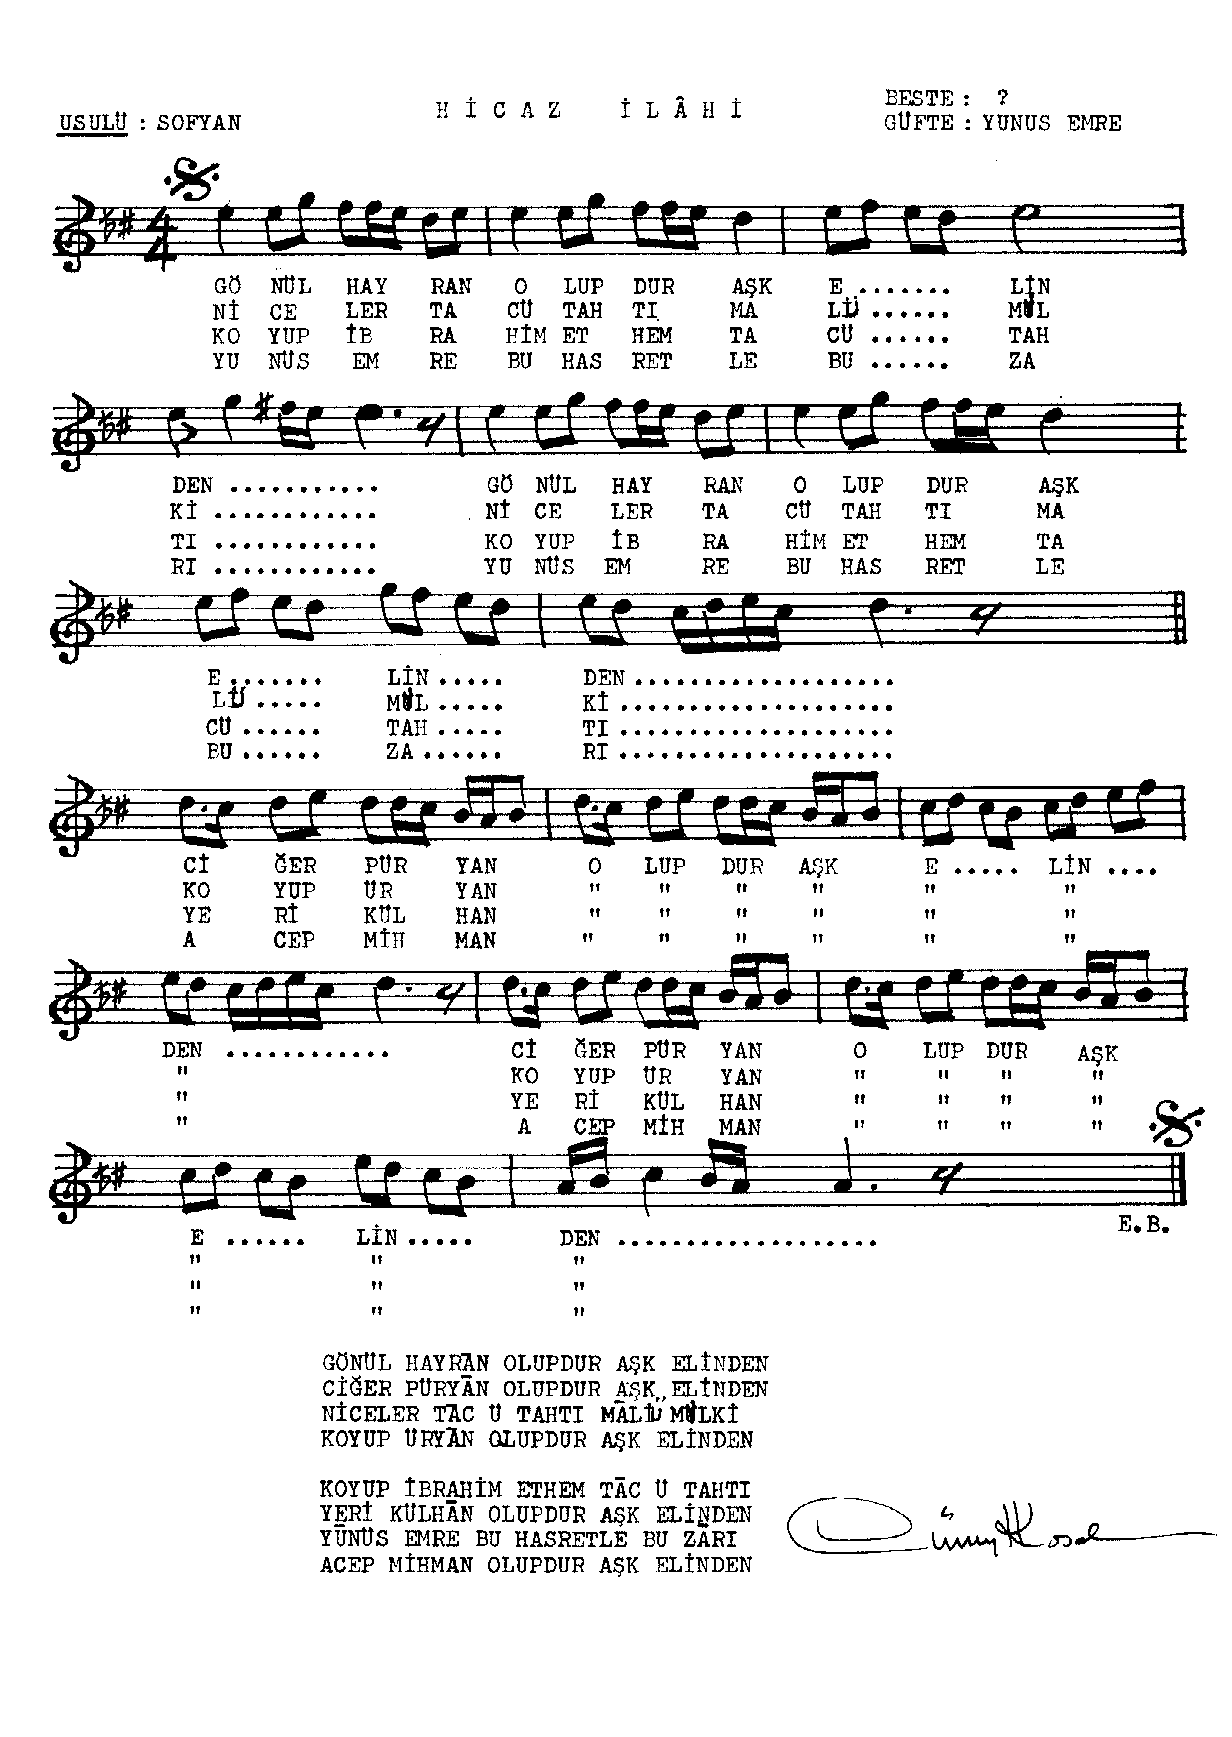 HİCAZ İLÂHİ
BESTE : ?
USULÜ : SOFYAN
GÜFTE : YUNUS EMRE
4/4
GÖ NÜL HAY RAN O LUP DUR AŞK E ....... LİN
Nİ CE LER TA CÜ TAH TI MA LÜ ...... MÜL
KO YUP İB RA HİM ET HEM TA CÜ ...... TAH
YU NÜS EM RE BU HAS RET LE BU ...... ZA
DEN ........... GÖ NÜL HAY RAN O LUP DUR AŞK
Kİ ............ Nİ CE LER TA CÜ TAH TI MA
TI ............ KO YUP İB RA HİM ET HEM TA
RI ............ YU NÜS EM RE BU HAS RET LE
E ....... LİN ..... DEN ...................
LÜ ..... MÜL ..... Kİ ....................
CÜ ...... TAH ..... TI ....................
BU ...... ZA ...... RI ....................
Cİ ĞER PÜR YAN O LUP DUR AŞK E ..... LİN ....
KO YUP ÜR YAN " " " " " "
YE Rİ KÜL HAN " " " " " "
A CEP MİH MAN " " " " " "
DEN ............ Cİ ĞER PÜR YAN O LUP DUR AŞK
" KO YUP ÜR YAN " " " "
" YE Rİ KÜL HAN " " " "
" A CEP MİH MAN " " " "
E.B.
E ...... LİN ..... DEN ...................
" " "
" " "
" " "
GÖNÜL HAYRĀN OLUPDUR AŞK ELİNDEN
CİĞER PÜRYĀN OLUPDUR AŞK ELİNDEN
NİCELER TĀC Ü TAHTI MĀLÜ MÜLKİ
KOYUP ÜRYĀN OLUPDUR AŞK ELİNDEN
KOYUP İBRAHİM ETHEM TĀC Ü TAHTI
YERİ KÜLHĀN OLUPDUR AŞK ELİNDEN
YŪNÜS EMRE BU HASRETLE BU ZĀRI
ACEP MİHMAN OLUPDUR AŞK ELİNDEN